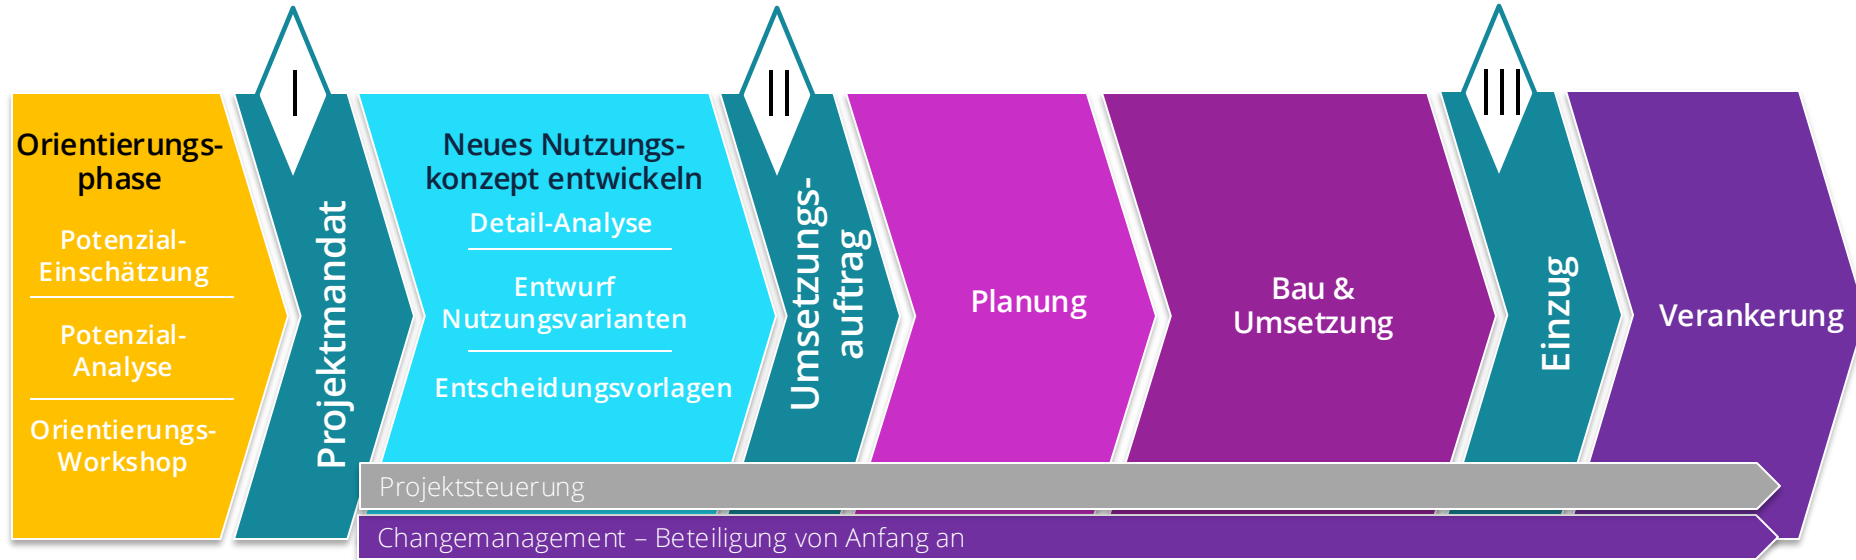 I
II
III
Orientierungs-
phase
Potenzial-
Einschätzung
Potenzial-
Analyse
Orientierungs-
Workshop
Projektmandat
Neues Nutzungs-
konzept entwickeln
Detail-Analyse
Entwurf
Nutzungsvarianten
Entscheidungsvorlagen
Umsetzungs-
auftrag
Planung
Bau &
Umsetzung
Einzug
Verankerung
Projektsteuerung
Changemanagement – Beteiligung von Anfang an